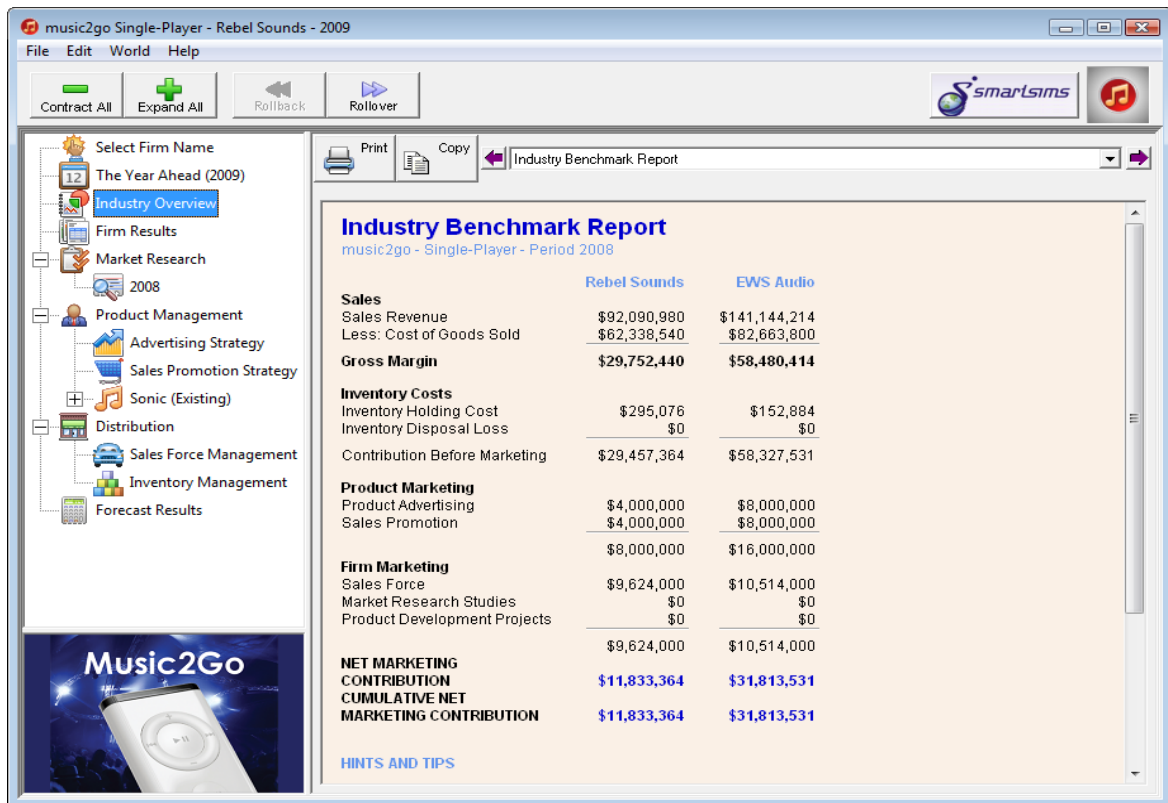 music2go Single-Player - Rebel Sounds - 2009
File Edit World Help
Contract All Expand All Rollback Rollover smartsims
Select Firm Name
12 The Year Ahead (2009)
Industry Overview
Firm Results
Market Research
2008
Product Management
Advertising Strategy
Sales Promotion Strategy
Sonic (Existing)
Distribution
Sales Force Management
Inventory Management
Forecast Results
Music2Go
Print Copy Industry Benchmark Report
Industry Benchmark Report
music2go - Single-Player - Period 2008
Rebel Sounds EWS Audio
Sales
Sales Revenue $92,090,980 $141,144,214
Less: Cost of Goods Sold $62,338,540 $82,663,800
Gross Margin $29,752,440 $58,480,414
Inventory Costs
Inventory Holding Cost $295,076 $152,884
Inventory Disposal Loss $0 $0
Contribution Before Marketing $29,457,364 $58,327,531
Product Marketing
Product Advertising $4,000,000 $8,000,000
Sales Promotion $4,000,000 $8,000,000
$8,000,000 $16,000,000
Firm Marketing
Sales Force $9,624,000 $10,514,000
Market Research Studies $0 $0
Product Development Projects $0 $0
$9,624,000 $10,514,000
NET MARKETING
CONTRIBUTION $11,833,364 $31,813,531
CUMULATIVE NET
MARKETING CONTRIBUTION $11,833,364 $31,813,531
HINTS AND TIPS